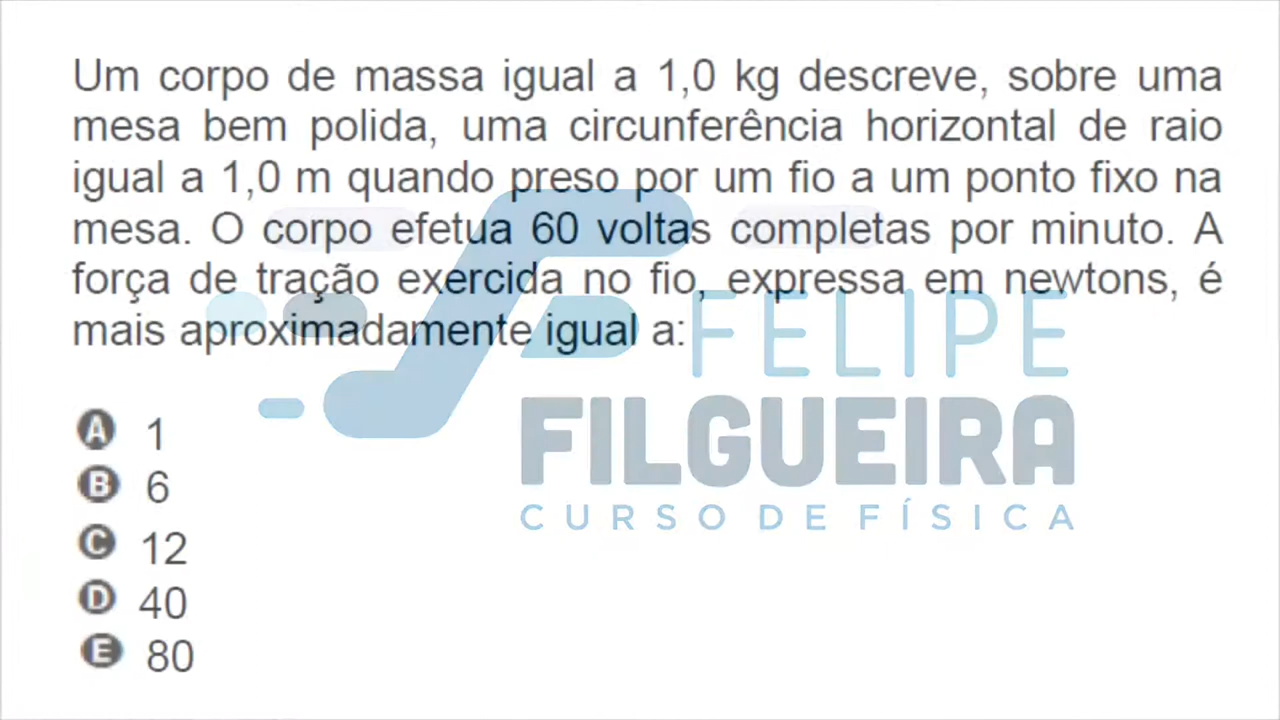 Um corpo de massa igual a 1,0 kg descreve, sobre uma
mesa bem polida, uma circunferência horizontal de raio
igual a 1,0 m quando preso por um fio a um ponto fixo na
mesa. O corpo efetua 60 voltas completas por minuto. A
força de tração exercida no fio, expressa em newtons, é
mais aproximadamente igual a:
FELIPE
FILGUEIRA
CURSO DE FÍSICA
A 1
B 6
C 12
D 40
E 80